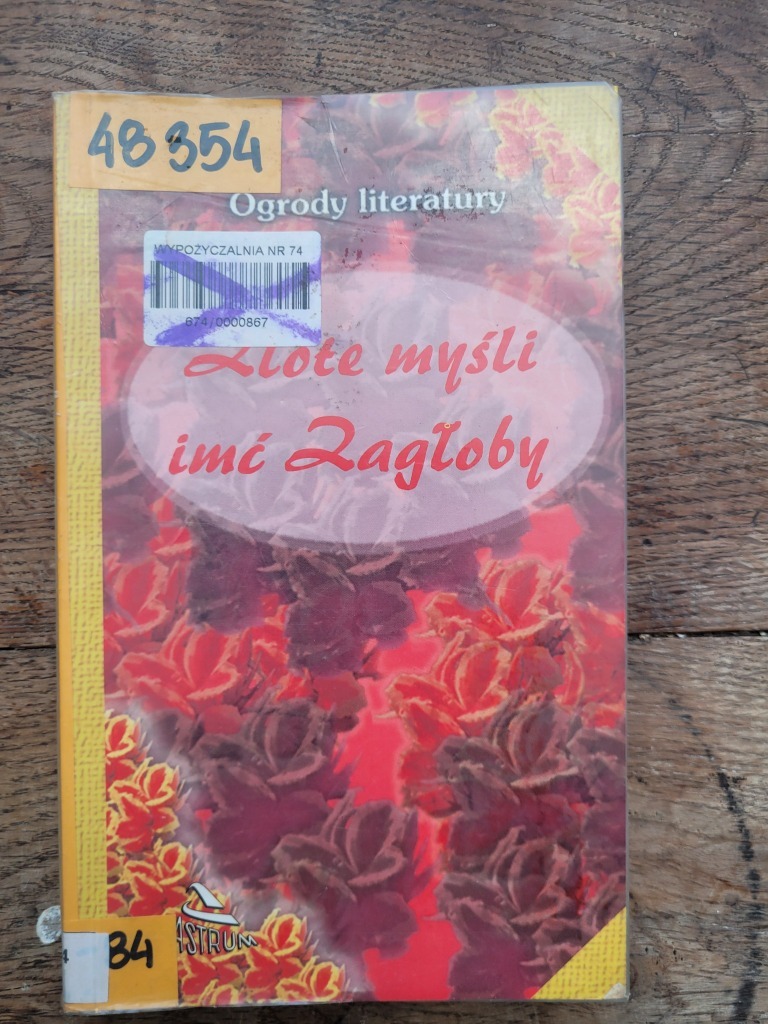 48 354
Ogrody literatury
WYPOŻYCZALNIA NR 74
674/0000867
Złote myśli
imć Zagłoby
ASTRUM
84